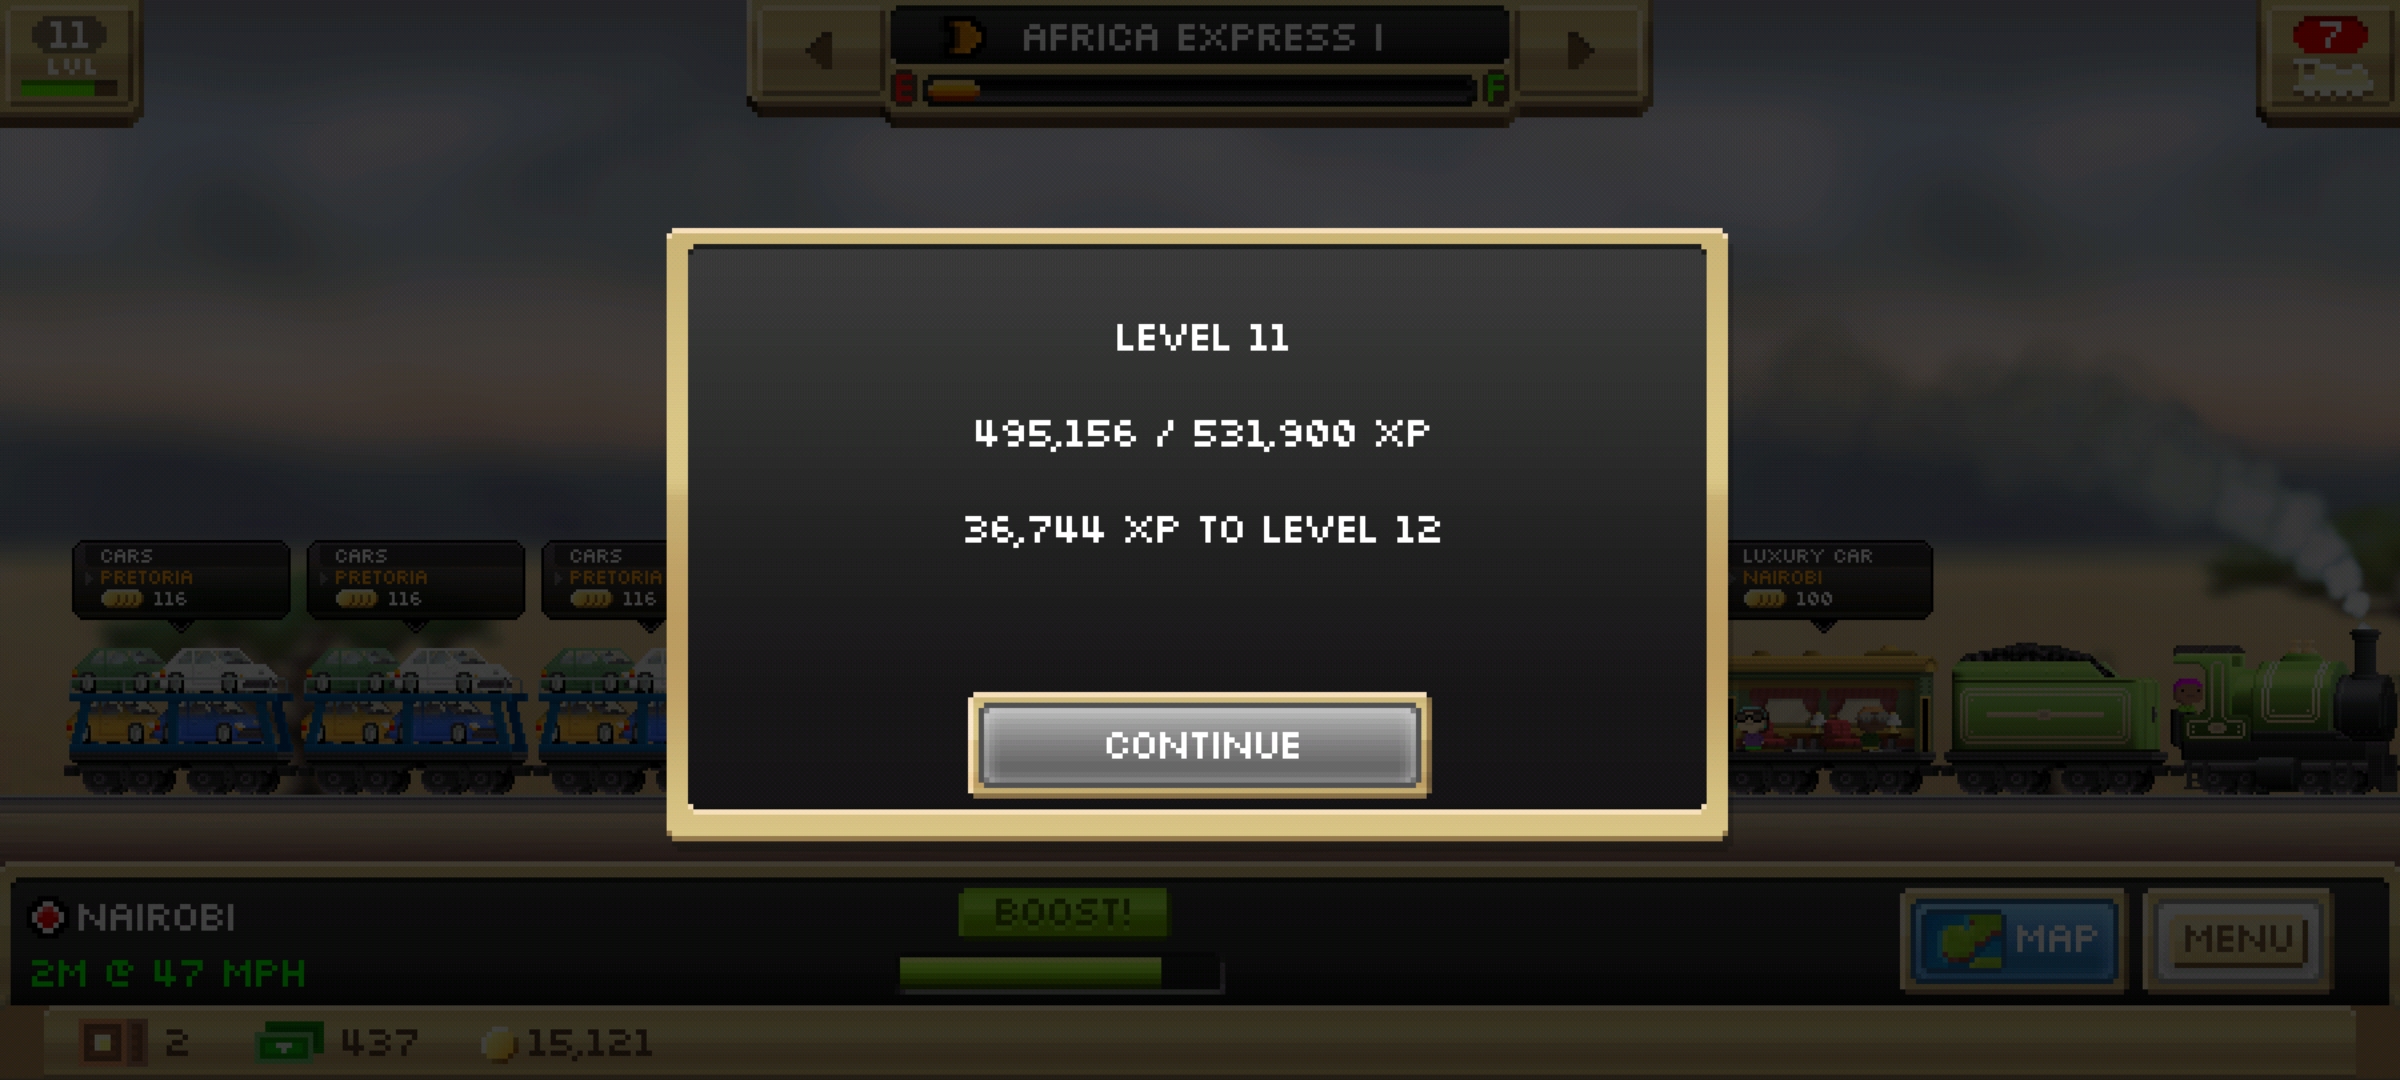 11
LVL
AFRICA EXPRESS I
E
F
7
LEVEL 11
495,156 / 531,900 XP
36,744 XP TO LEVEL 12
CONTINUE
CARS
PRETORIA
116
CARS
PRETORIA
116
CARS
PRETORIA
116
LUXURY CAR
NAIROBI
100
NAIROBI
2M @ 47 MPH
BOOST!
MAP
MENU
2
437
15,121